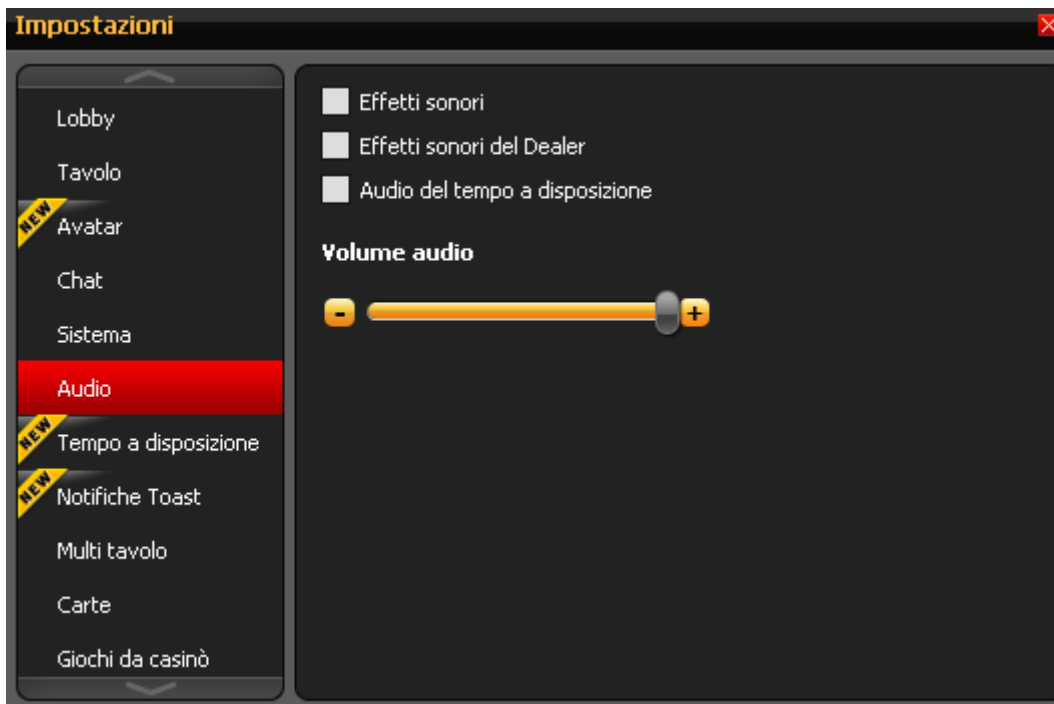 Impostazioni
Lobby
Tavolo
NEW
Avatar
Chat
Sistema
Audio
NEW
Tempo a disposizione
NEW
Notifiche Toast
Multi tavolo
Carte
Giochi da casinò
Effetti sonori
Effetti sonori del Dealer
Audio del tempo a disposizione
Volume audio
- +